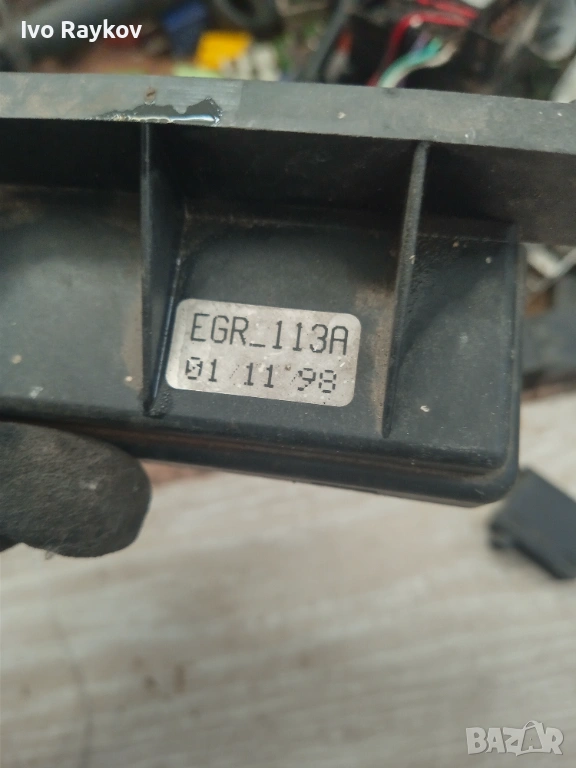 Ivo Raykov
EGR_113A
01/11"98
BAZAR